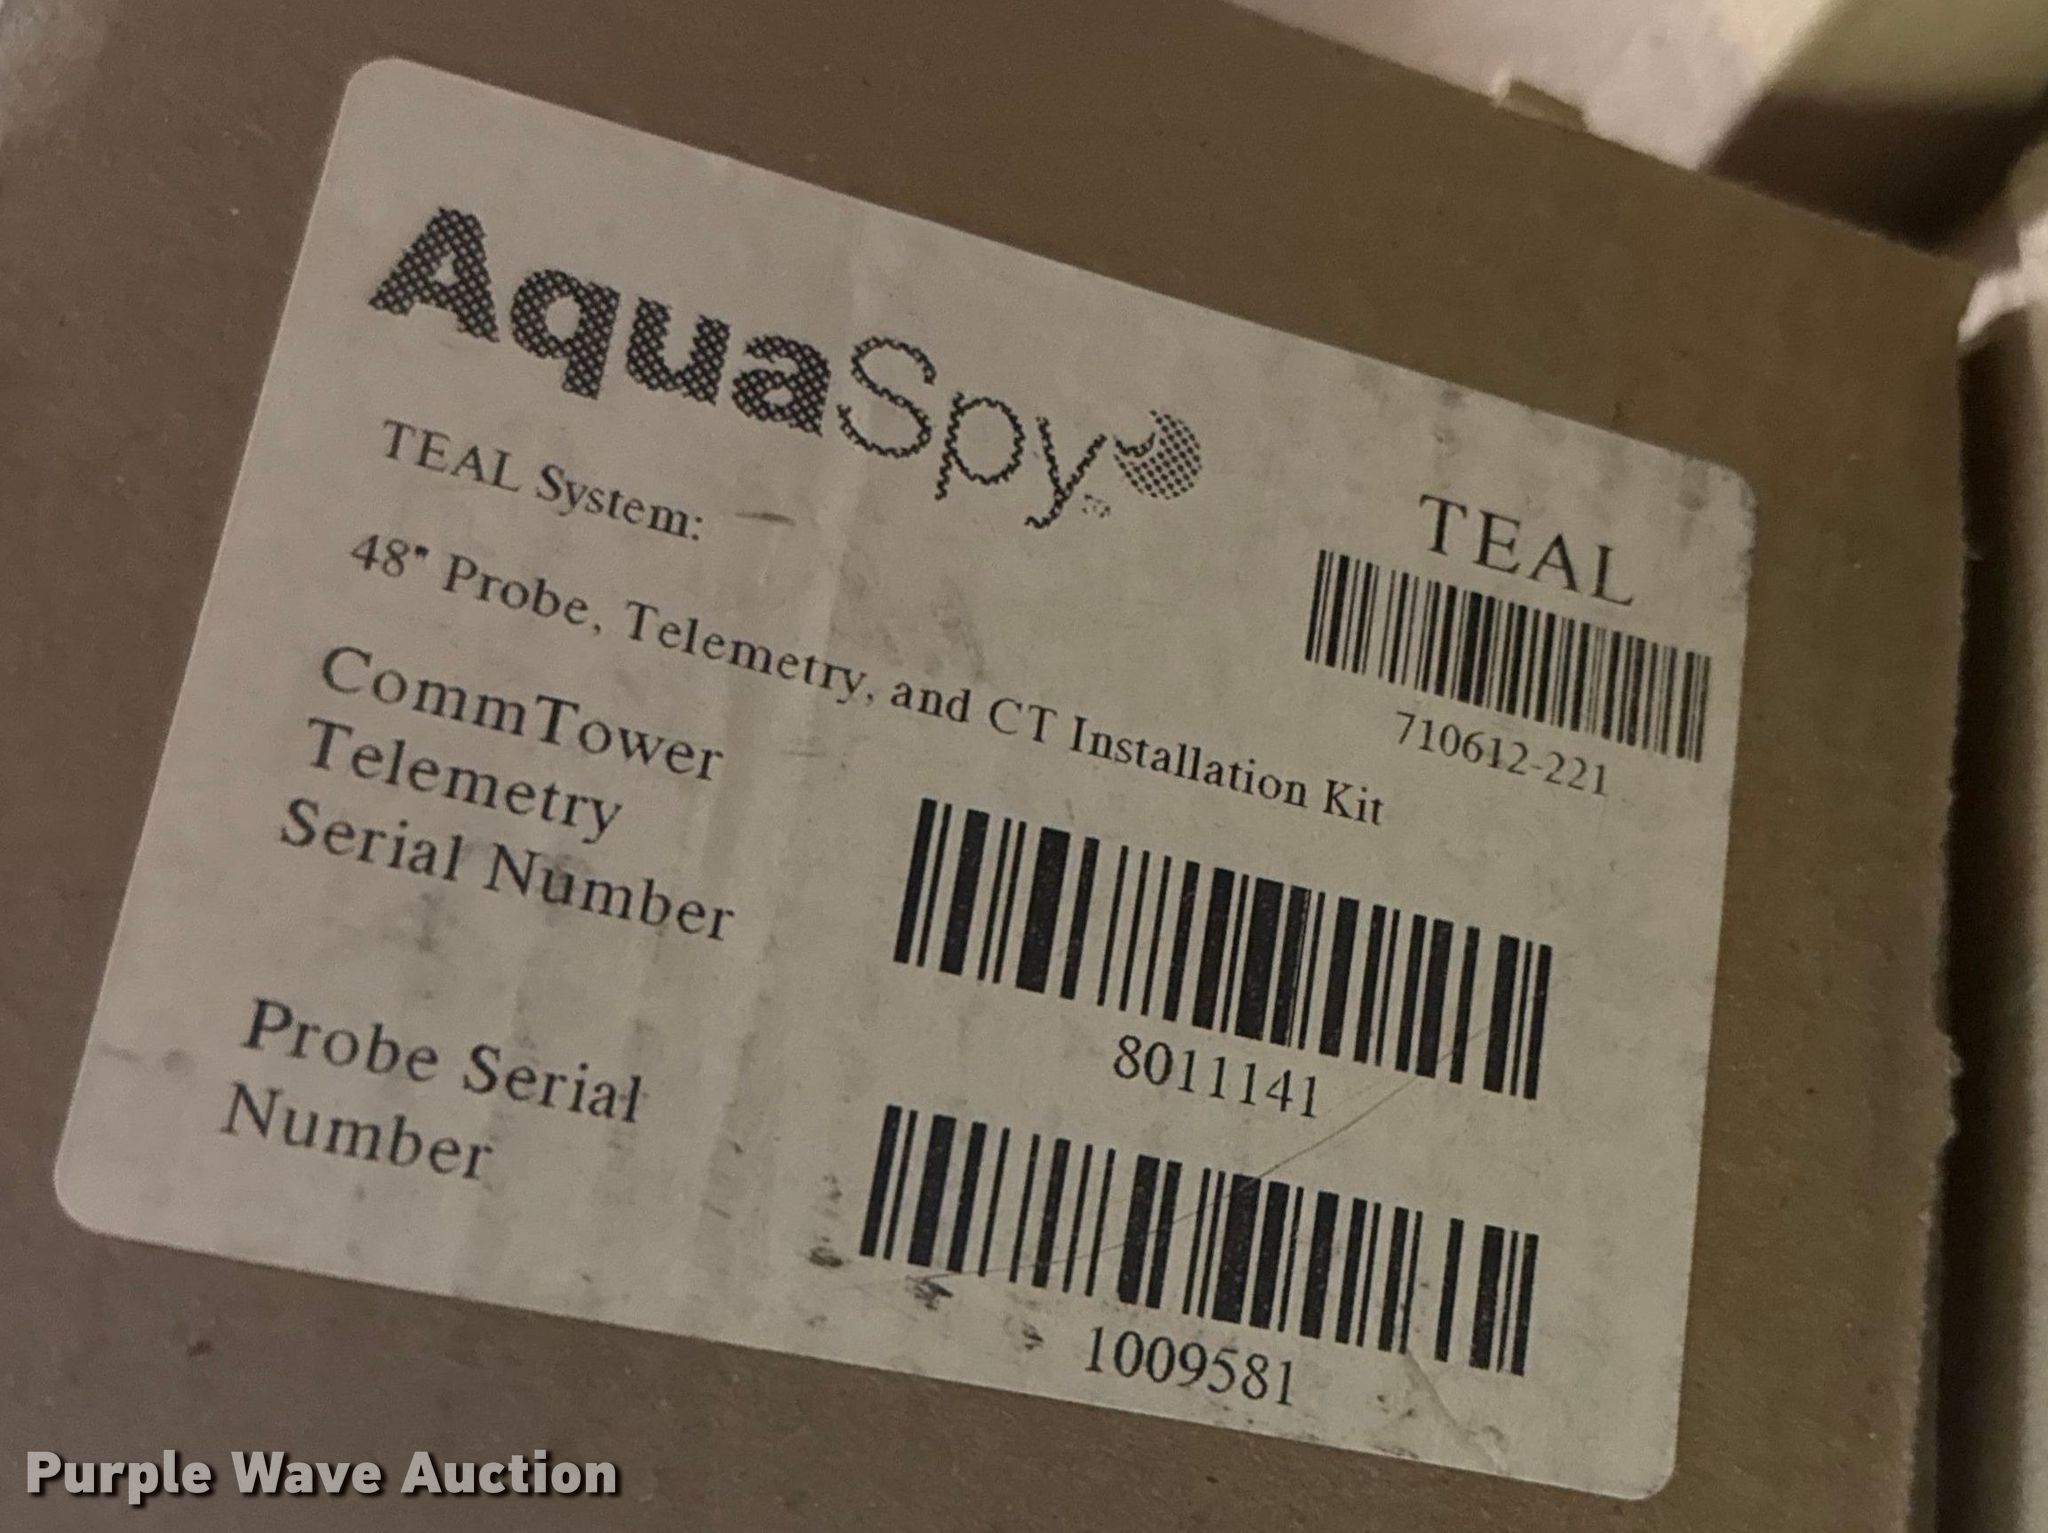 AquaSpy®
TEAL System:
48" Probe, Telemetry, and CT Installation Kit
TEAL
710612-221
CommTower
Telemetry
Serial Number
8011141
Probe Serial
Number
1009581
Purple Wave Auction